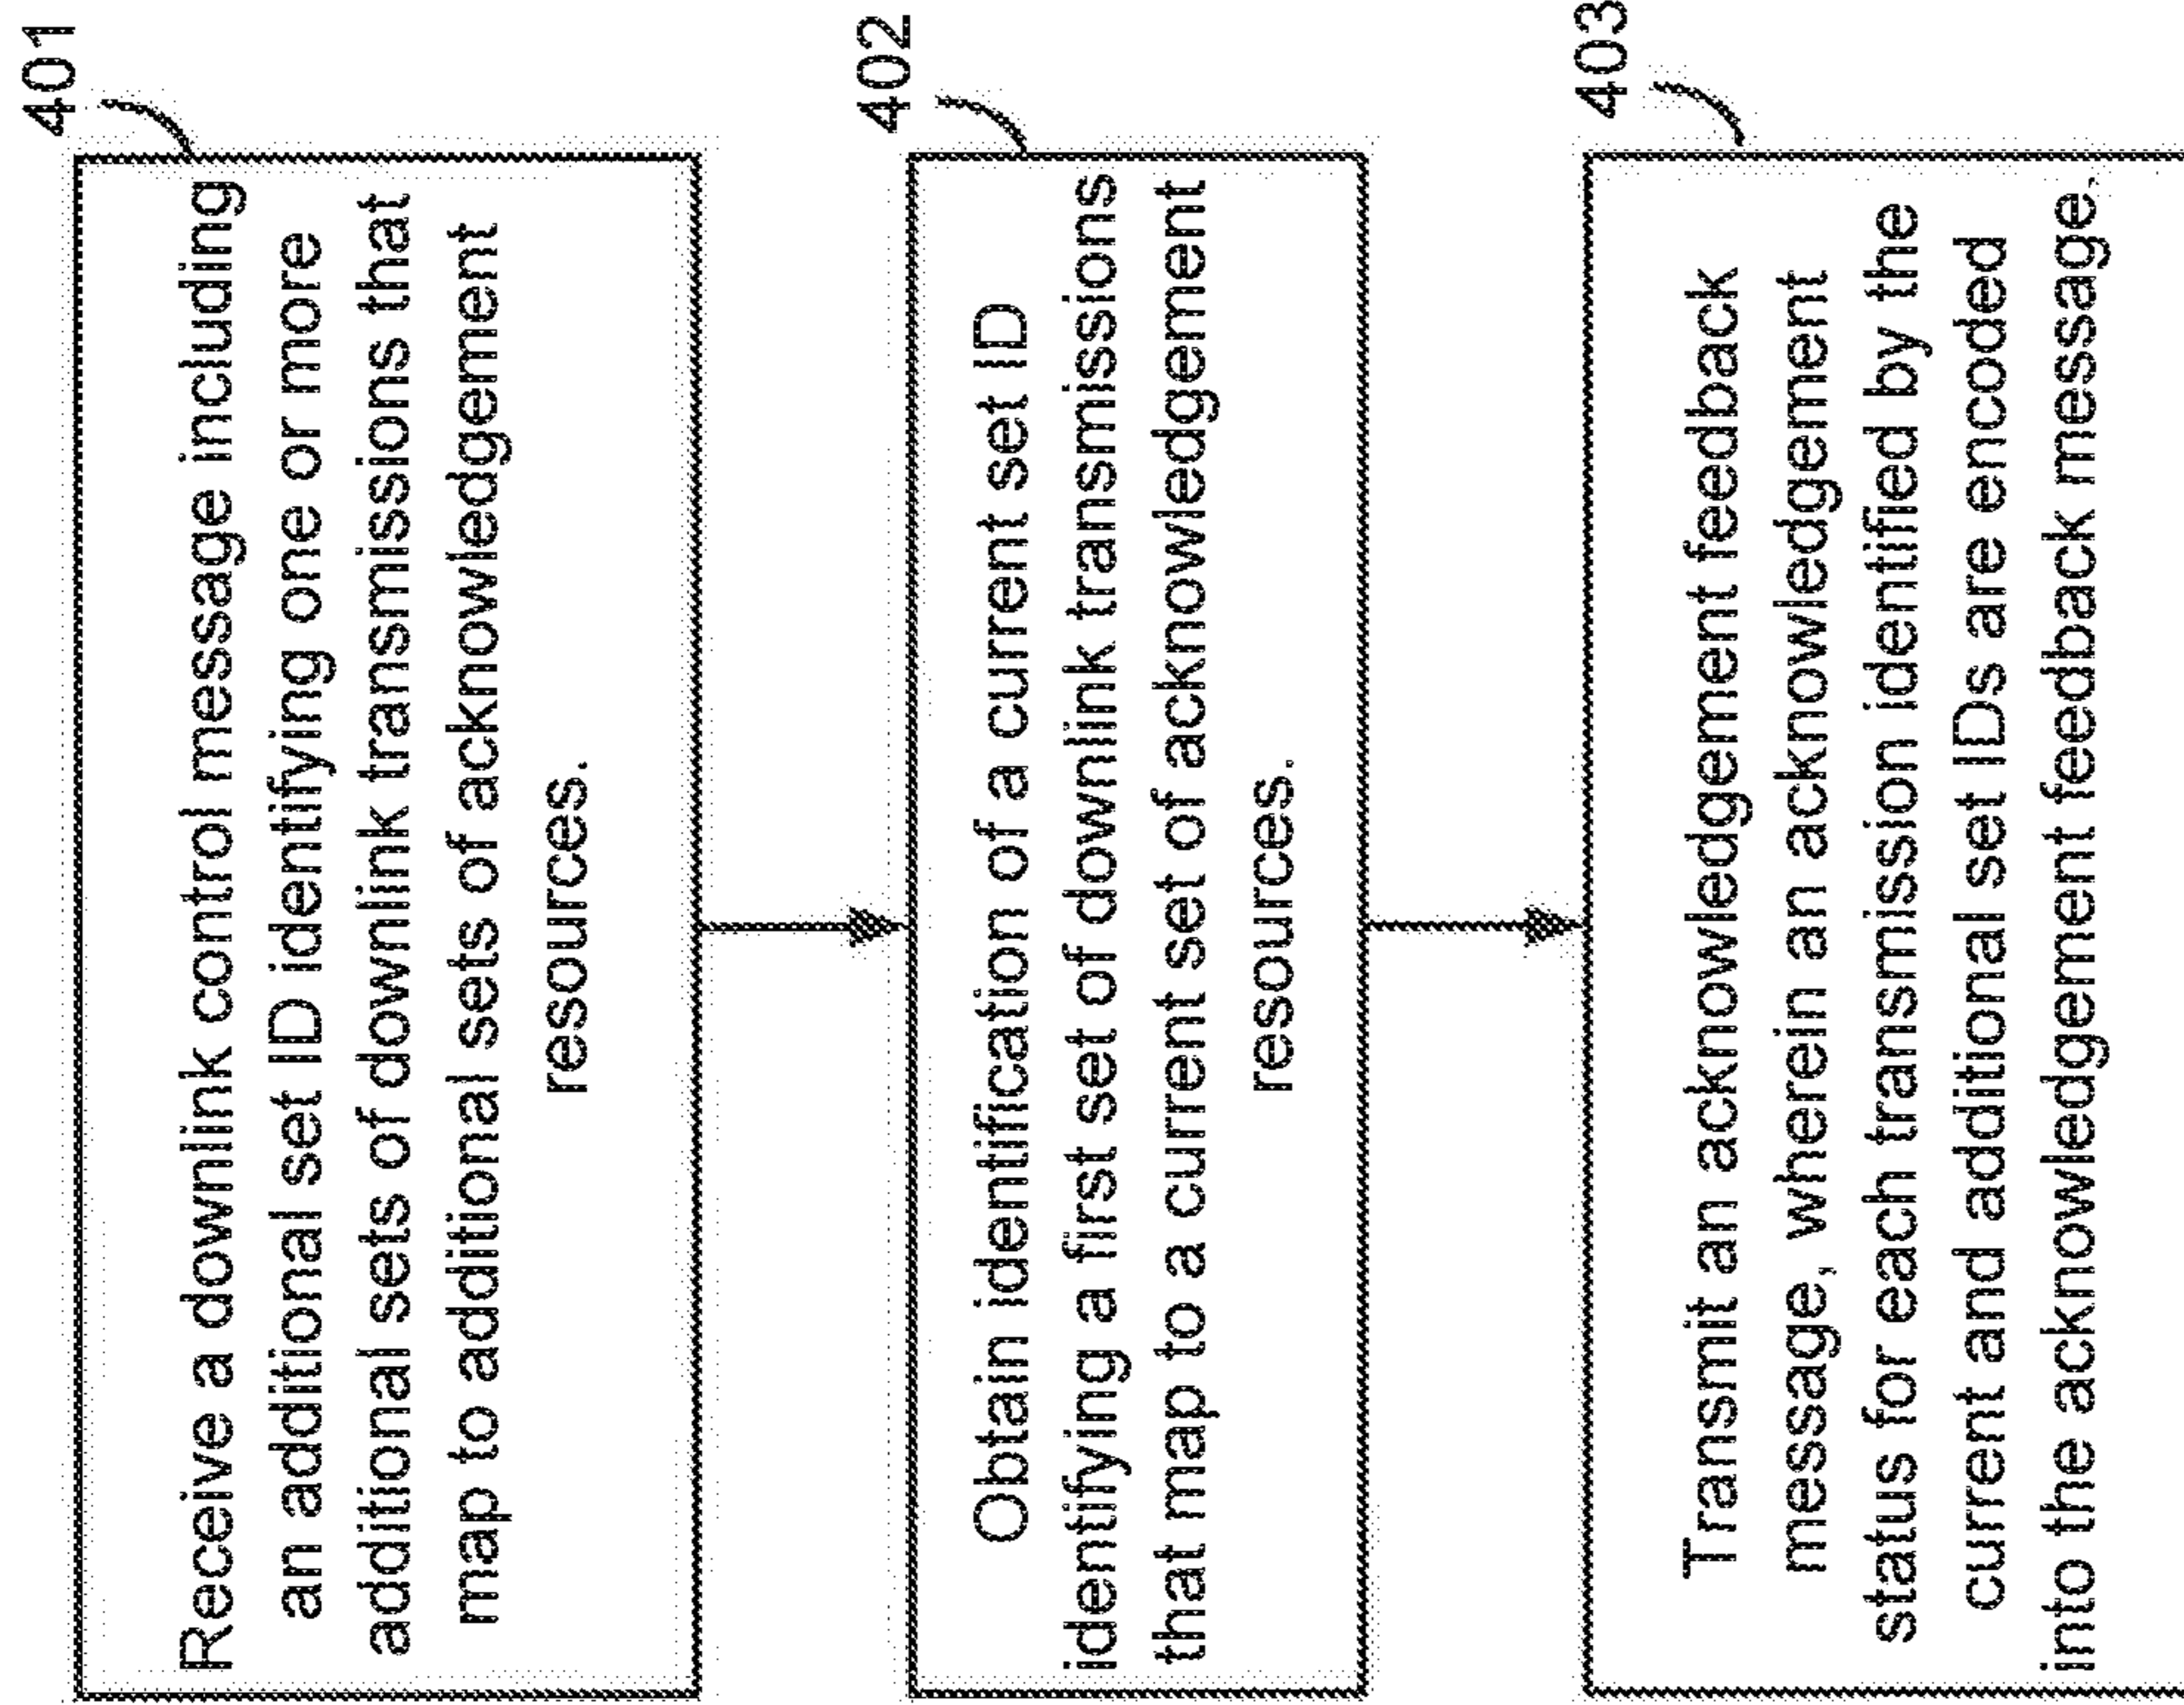 401
Receive a downlink control message including
an additional set ID identifying one or more
additional sets of downlink transmissions that
map to additional sets of acknowledgement
resources.
402
Obtain identification of a current set ID
identifying a first set of downlink transmissions
that map to a current set of acknowledgement
resources.
403
Transmit an acknowledgement feedback
message, wherein an acknowledgement
status for each transmission identified by the
current and additional set IDs are encoded
into the acknowledgement feedback message.